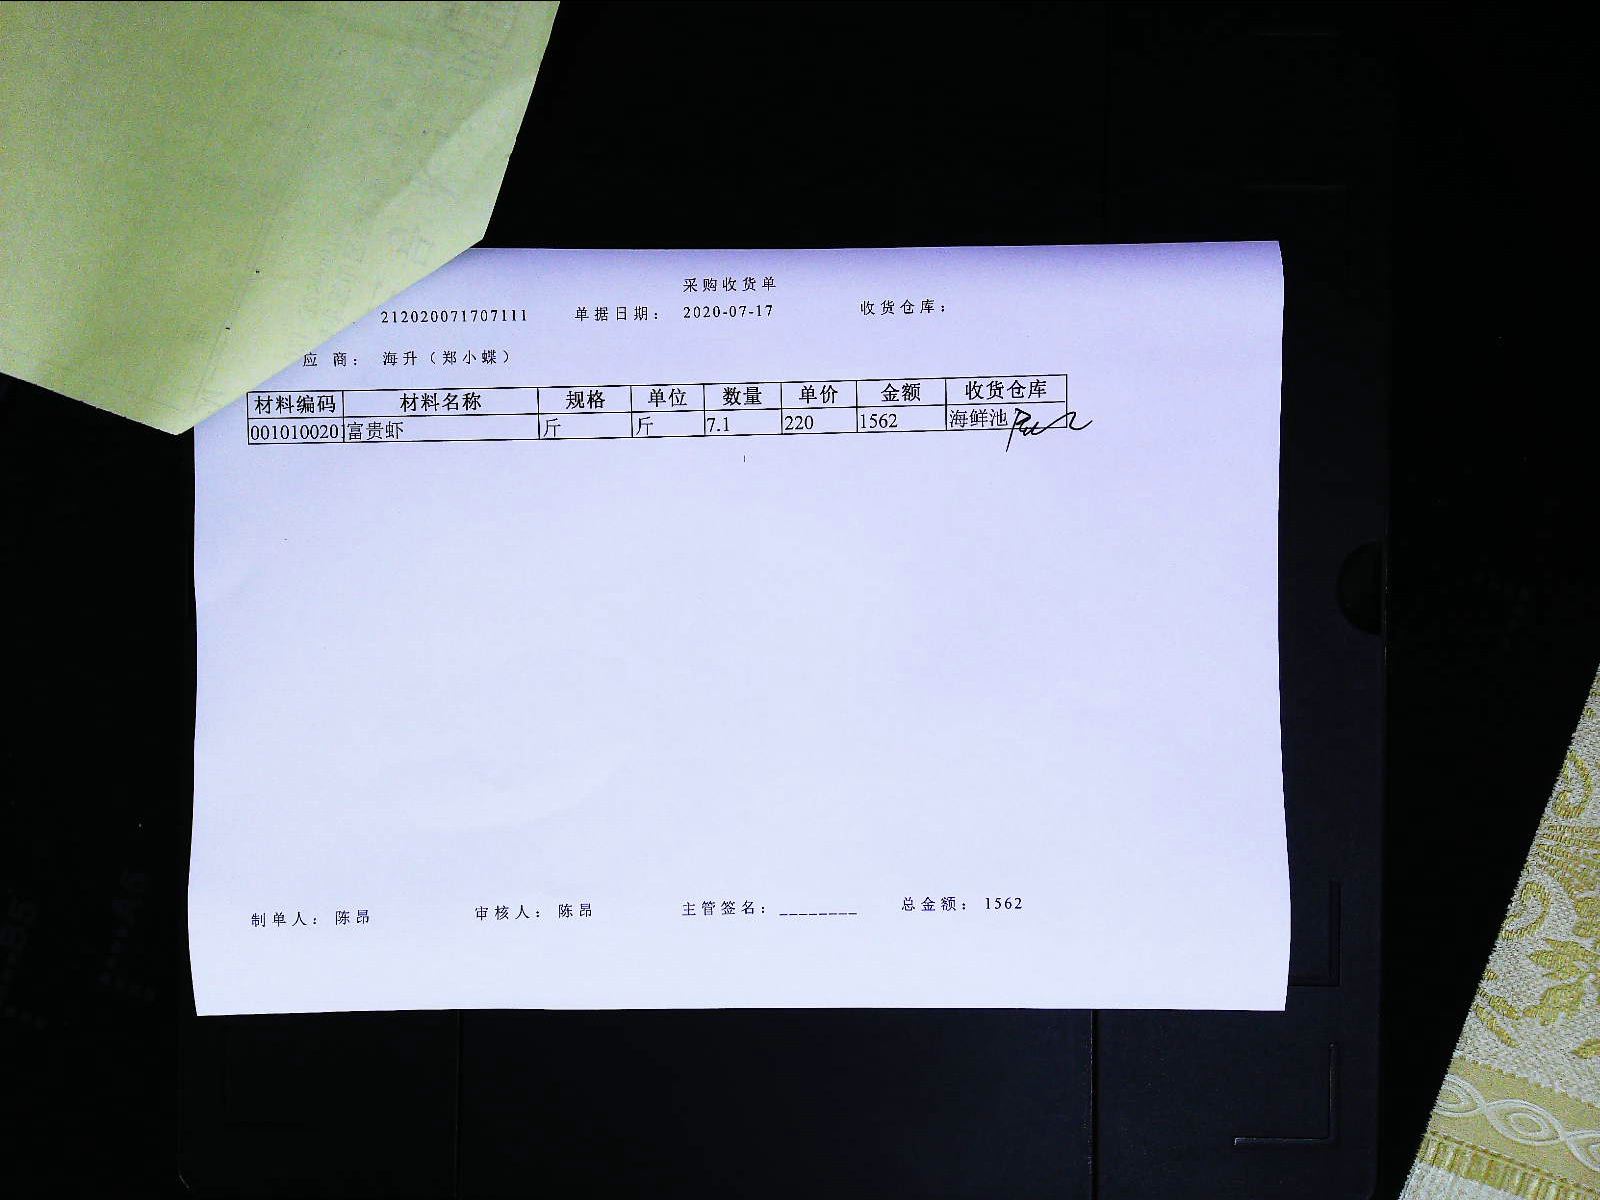 采购收货单
212020071707111 单据日期： 2020-07-17 收货仓库：
应 商： 海升（郑小蝶）
材料编码 材料名称 规格 单位 数量 单价 金额 收货仓库
001010020 富贵虾 斤 斤 7.1 220 1562 海鲜池
制单人： 陈昂 审核人： 陈昂 主管签名：________ 总金额： 1562